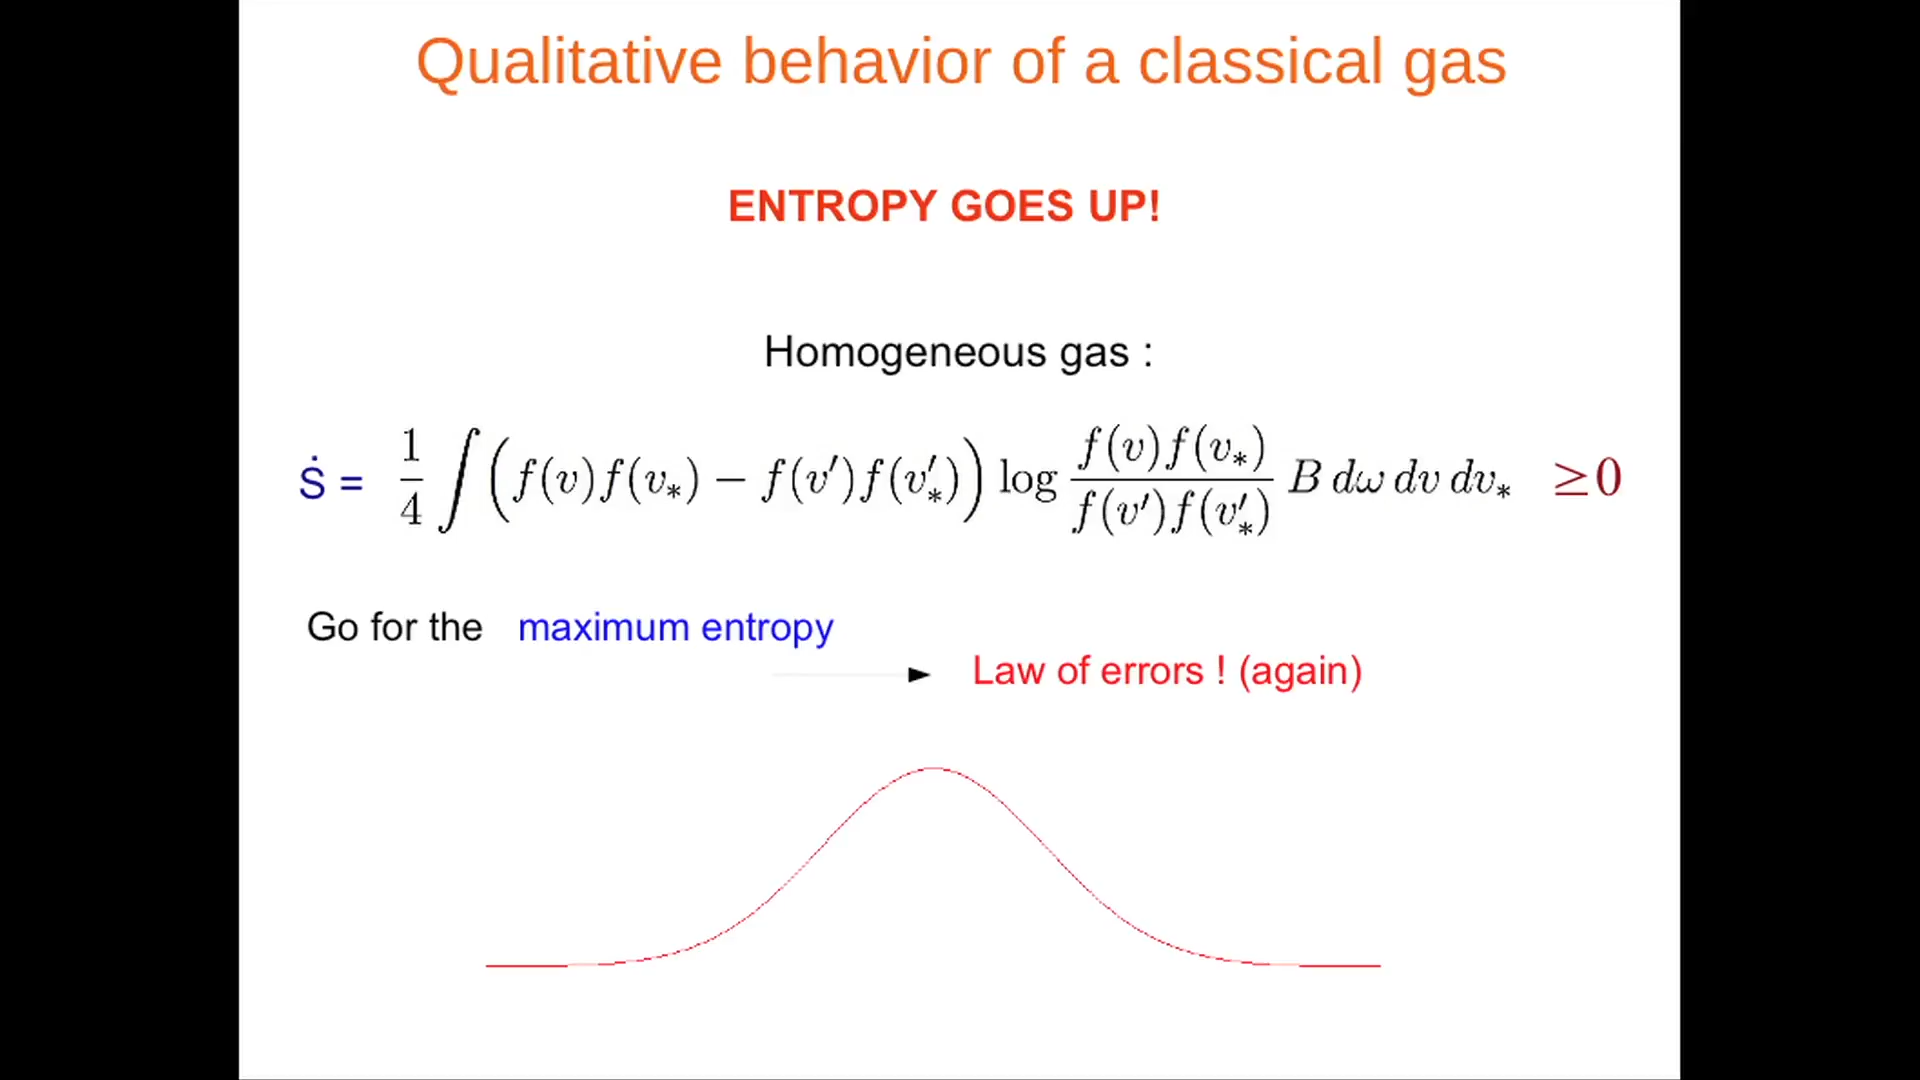 Qualitative behavior of a classical gas
ENTROPY GOES UP!
Homogeneous gas :
Ṡ = 1/4 ∫ (f(v)f(v∗) − f(v′)f(v′∗)) log f(v)f(v∗)/f(v′)f(v′∗) B dω dv dv∗ ≥0
Go for the maximum entropy
Law of errors ! (again)